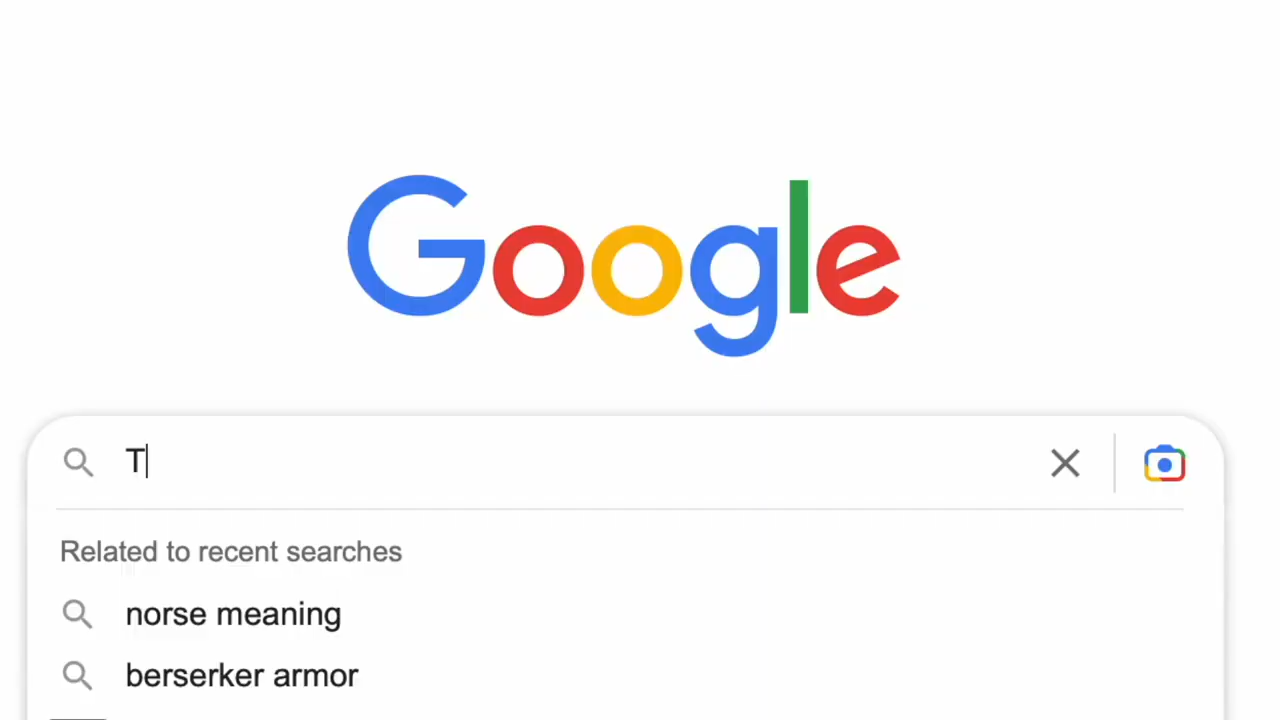 Google
T
Related to recent searches
norse meaning
berserker armor